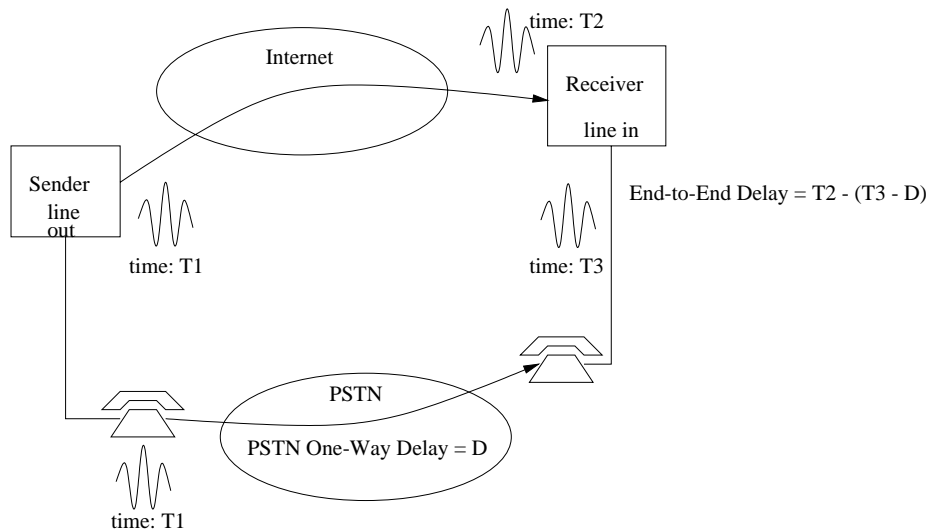 time: T2
Internet
Receiver
line in
Sender
line
out
time: T1
End-to-End Delay = T2 - (T3 - D)
time: T3
PSTN
PSTN One-Way Delay = D
time: T1